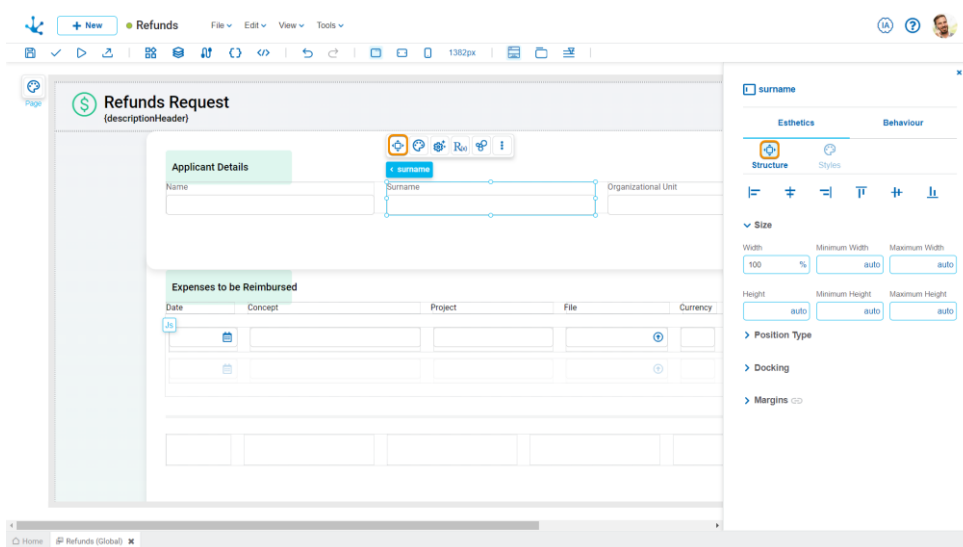 + New
Refunds
File
Edit
View
Tools
IA
?
1382px
Page
Refunds Request
{descriptionHeader}
R(x)
< surname
Applicant Details
Name
Surname
Organizational Unit
Expenses to be Reimbursed
Date
Concept
Project
File
Currency
Js
surname
Esthetics
Behaviour
Structure
Styles
Size
Width
Minimum Width
Maximum Width
100 %
auto
auto
Height
Minimum Height
Maximum Height
auto
auto
auto
Position Type
Docking
Margins
Home
Refunds (Global)